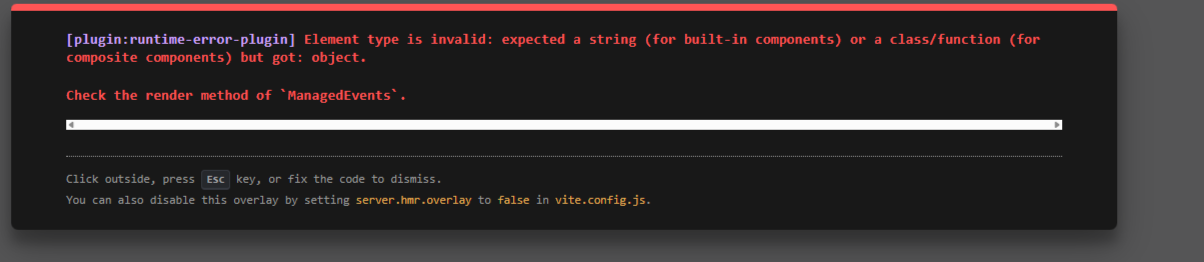 [plugin:runtime-error-plugin] Element type is invalid: expected a string (for built-in components) or a class/function (for
composite components) but got: object.
Check the render method of `ManagedEvents`.
Click outside, press Esc key, or fix the code to dismiss.
You can also disable this overlay by setting server.hmr.overlay to false in vite.config.js.